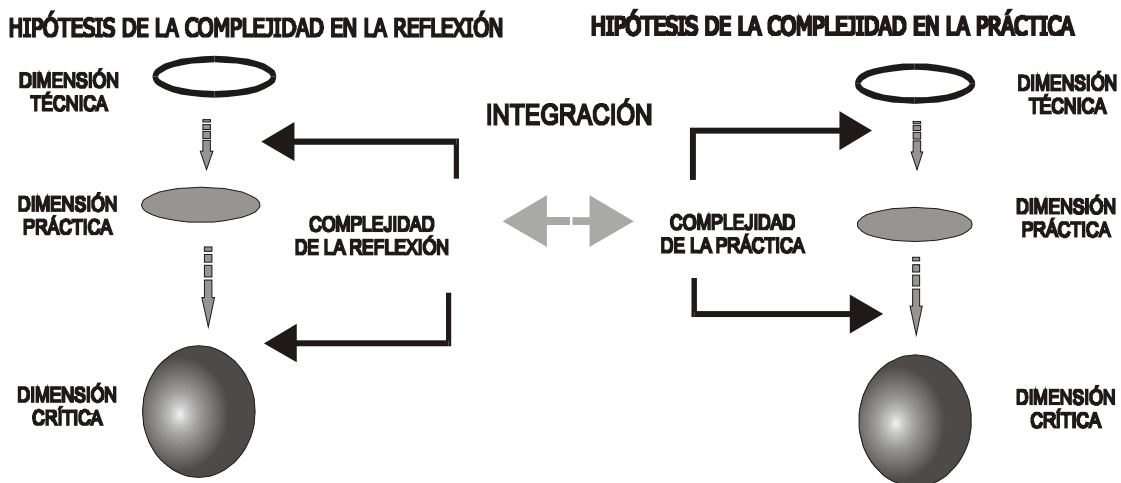 HIPÓTESIS DE LA COMPLEJIDAD EN LA REFLEXIÓN
DIMENSIÓN
TÉCNICA
DIMENSIÓN
PRÁCTICA
COMPLEJIDAD
DE LA REFLEXIÓN
DIMENSIÓN
CRÍTICA
INTEGRACIÓN
HIPÓTESIS DE LA COMPLEJIDAD EN LA PRÁCTICA
DIMENSIÓN
TÉCNICA
COMPLEJIDAD
DE LA PRÁCTICA
DIMENSIÓN
PRÁCTICA
DIMENSIÓN
CRÍTICA